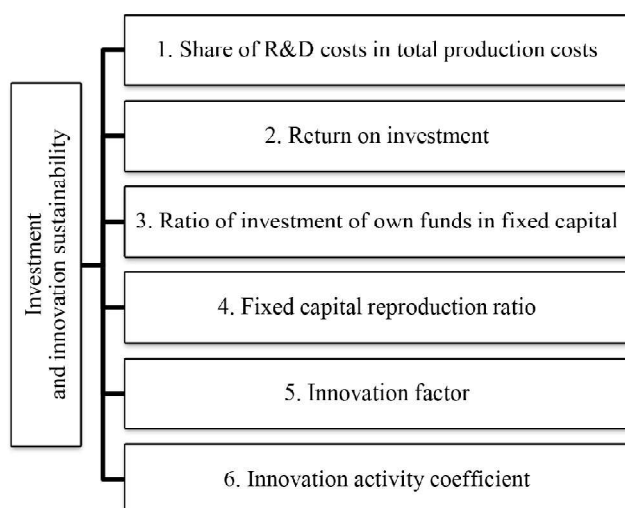 Investment
and innovation sustainability
1. Share of R&D costs in total production costs
2. Return on investment
3. Ratio of investment of own funds in fixed capital
4. Fixed capital reproduction ratio
5. Innovation factor
6. Innovation activity coefficient